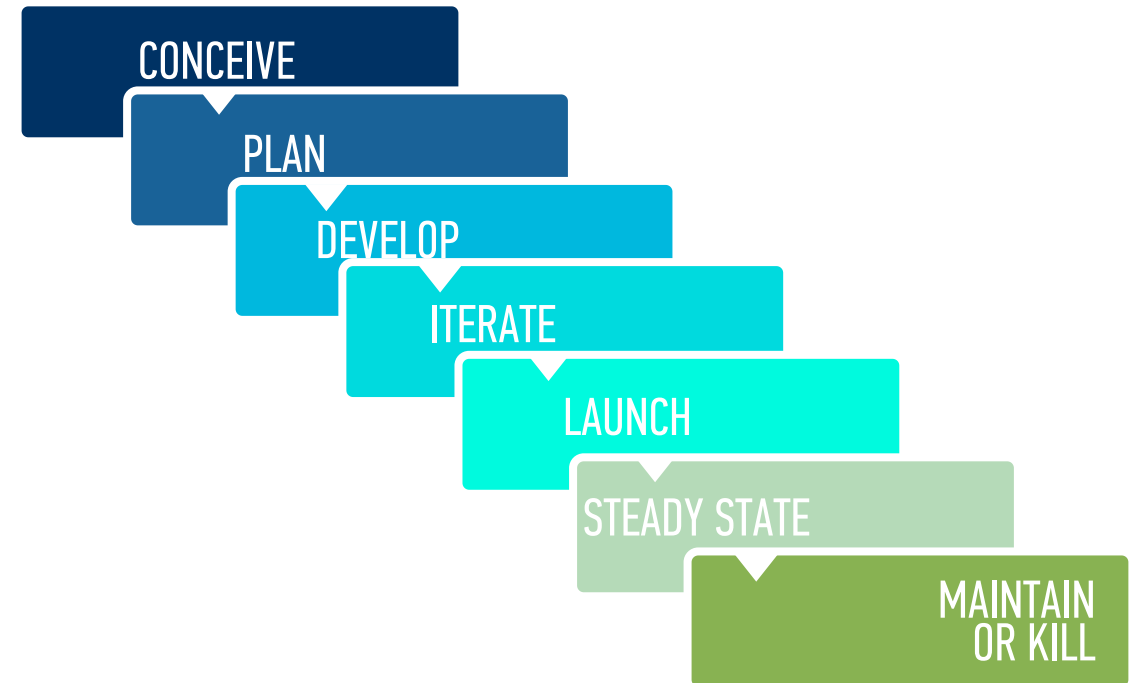 CONCEIVE
PLAN
DEVELOP
ITERATE
LAUNCH
STEADY STATE
MAINTAIN
OR KILL